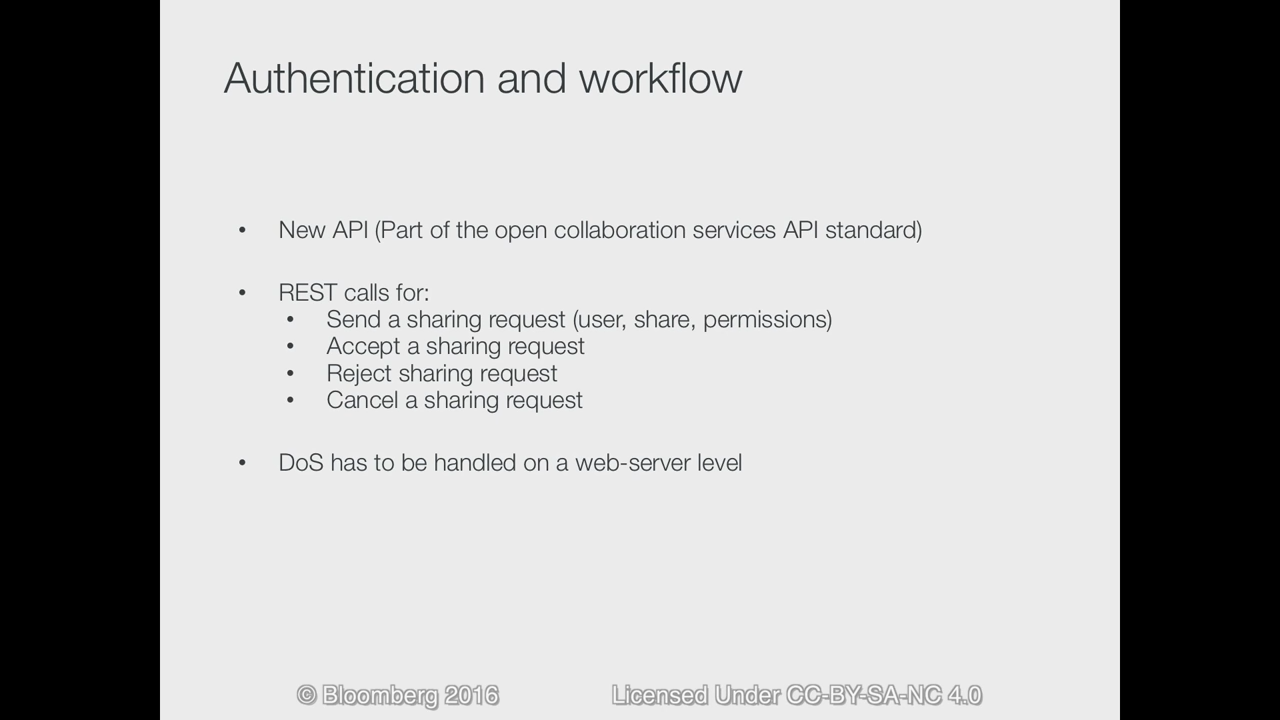 Authentication and workflow
• New API (Part of the open collaboration services API standard)
• REST calls for:
• Send a sharing request (user, share, permissions)
• Accept a sharing request
• Reject sharing request
• Cancel a sharing request
• DoS has to be handled on a web-server level
© Bloomberg 2016 Licensed Under CC-BY-SA-NC 4.0